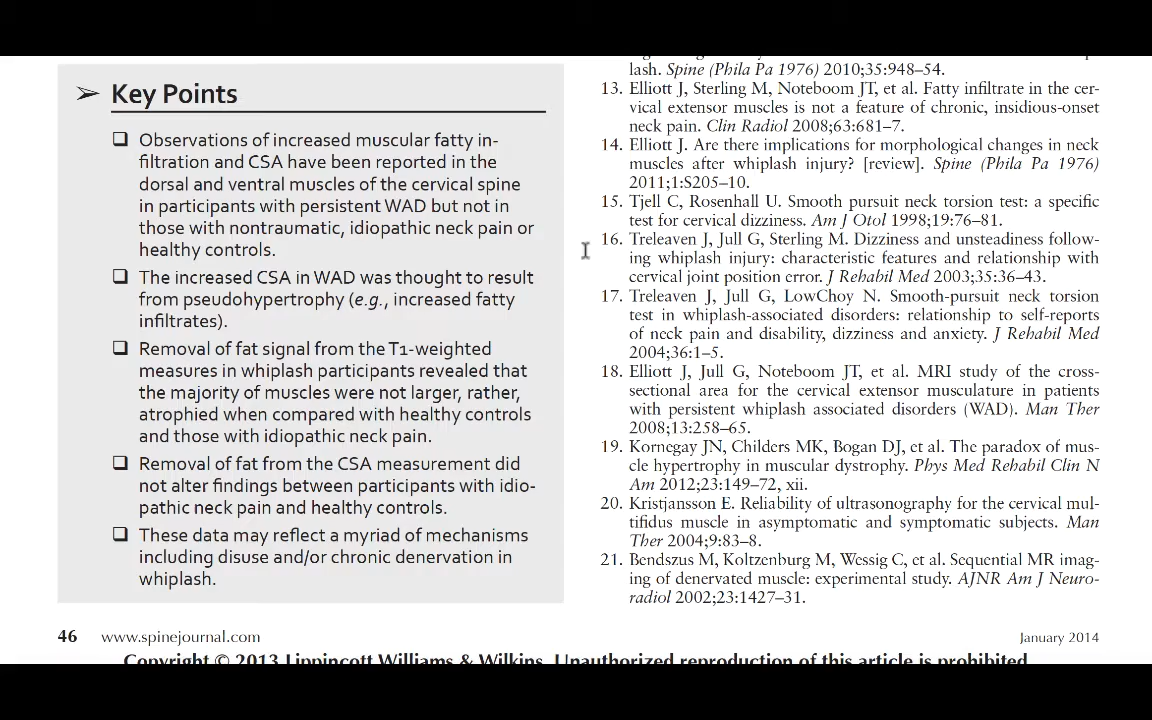 ➢ Key Points
❑ Observations of increased muscular fatty in-
filtration and CSA have been reported in the
dorsal and ventral muscles of the cervical spine
in participants with persistent WAD but not in
those with nontraumatic, idiopathic neck pain or
healthy controls.
❑ The increased CSA in WAD was thought to result
from pseudohypertrophy (e.g., increased fatty
infiltrates).
❑ Removal of fat signal from the T1-weighted
measures in whiplash participants revealed that
the majority of muscles were not larger, rather,
atrophied when compared with healthy controls
and those with idiopathic neck pain.
❑ Removal of fat from the CSA measurement did
not alter findings between participants with idio-
pathic neck pain and healthy controls.
❑ These data may reflect a myriad of mechanisms
including disuse and/or chronic denervation in
whiplash.
lash. Spine (Phila Pa 1976) 2010;35:948–54.
13. Elliott J, Sterling M, Noteboom JT, et al. Fatty infiltrate in the cer-
vical extensor muscles is not a feature of chronic, insidious-onset
neck pain. Clin Radiol 2008;63:681–7.
14. Elliott J. Are there implications for morphological changes in neck
muscles after whiplash injury? [review]. Spine (Phila Pa 1976)
2011;1:S205–10.
15. Tjell C, Rosenhall U. Smooth pursuit neck torsion test: a specific
test for cervical dizziness. Am J Otol 1998;19:76–81.
16. Treleaven J, Jull G, Sterling M. Dizziness and unsteadiness follow-
ing whiplash injury: characteristic features and relationship with
cervical joint position error. J Rehabil Med 2003;35:36–43.
17. Treleaven J, Jull G, LowChoy N. Smooth-pursuit neck torsion
test in whiplash-associated disorders: relationship to self-reports
of neck pain and disability, dizziness and anxiety. J Rehabil Med
2004;36:1–5.
18. Elliott J, Jull G, Noteboom JT, et al. MRI study of the cross-
sectional area for the cervical extensor musculature in patients
with persistent whiplash associated disorders (WAD). Man Ther
2008;13:258–65.
19. Kornegay JN, Childers MK, Bogan DJ, et al. The paradox of mus-
cle hypertrophy in muscular dystrophy. Phys Med Rehabil Clin N
Am 2012;23:149–72, xii.
20. Kristjansson E. Reliability of ultrasonography for the cervical mul-
tifidus muscle in asymptomatic and symptomatic subjects. Man
Ther 2004;9:83–8.
21. Bendszus M, Koltzenburg M, Wessig C, et al. Sequential MR imag-
ing of denervated muscle: experimental study. AJNR Am J Neuro-
radiol 2002;23:1427–31.
46 www.spinejournal.com
January 2014
Copyright © 2013 Lippincott Williams & Wilkins. Unauthorized reproduction of this article is prohibited